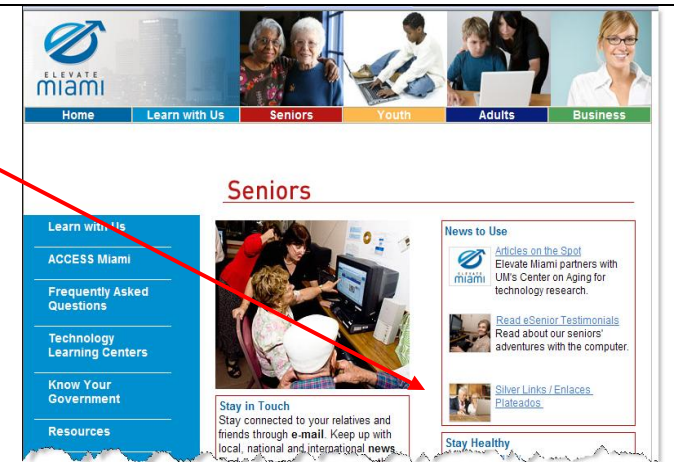 ELEVATE
miami
Home
Learn with Us
Seniors
Youth
Adults
Business
Seniors
Learn with Us
ACCESS Miami
Frequently Asked
Questions
Technology
Learning Centers
Know Your
Government
Resources
Stay in Touch
Stay connected to your relatives and
friends through e-mail. Keep up with
local, national and international news
News to Use
ELEVATE
miami
Articles on the Spot
Elevate Miami partners with
UM's Center on Aging for
technology research.
Read eSenior Testimonials
Read about our seniors'
adventures with the computer.
Silver Links / Enlaces
Plateados
Stay Healthy